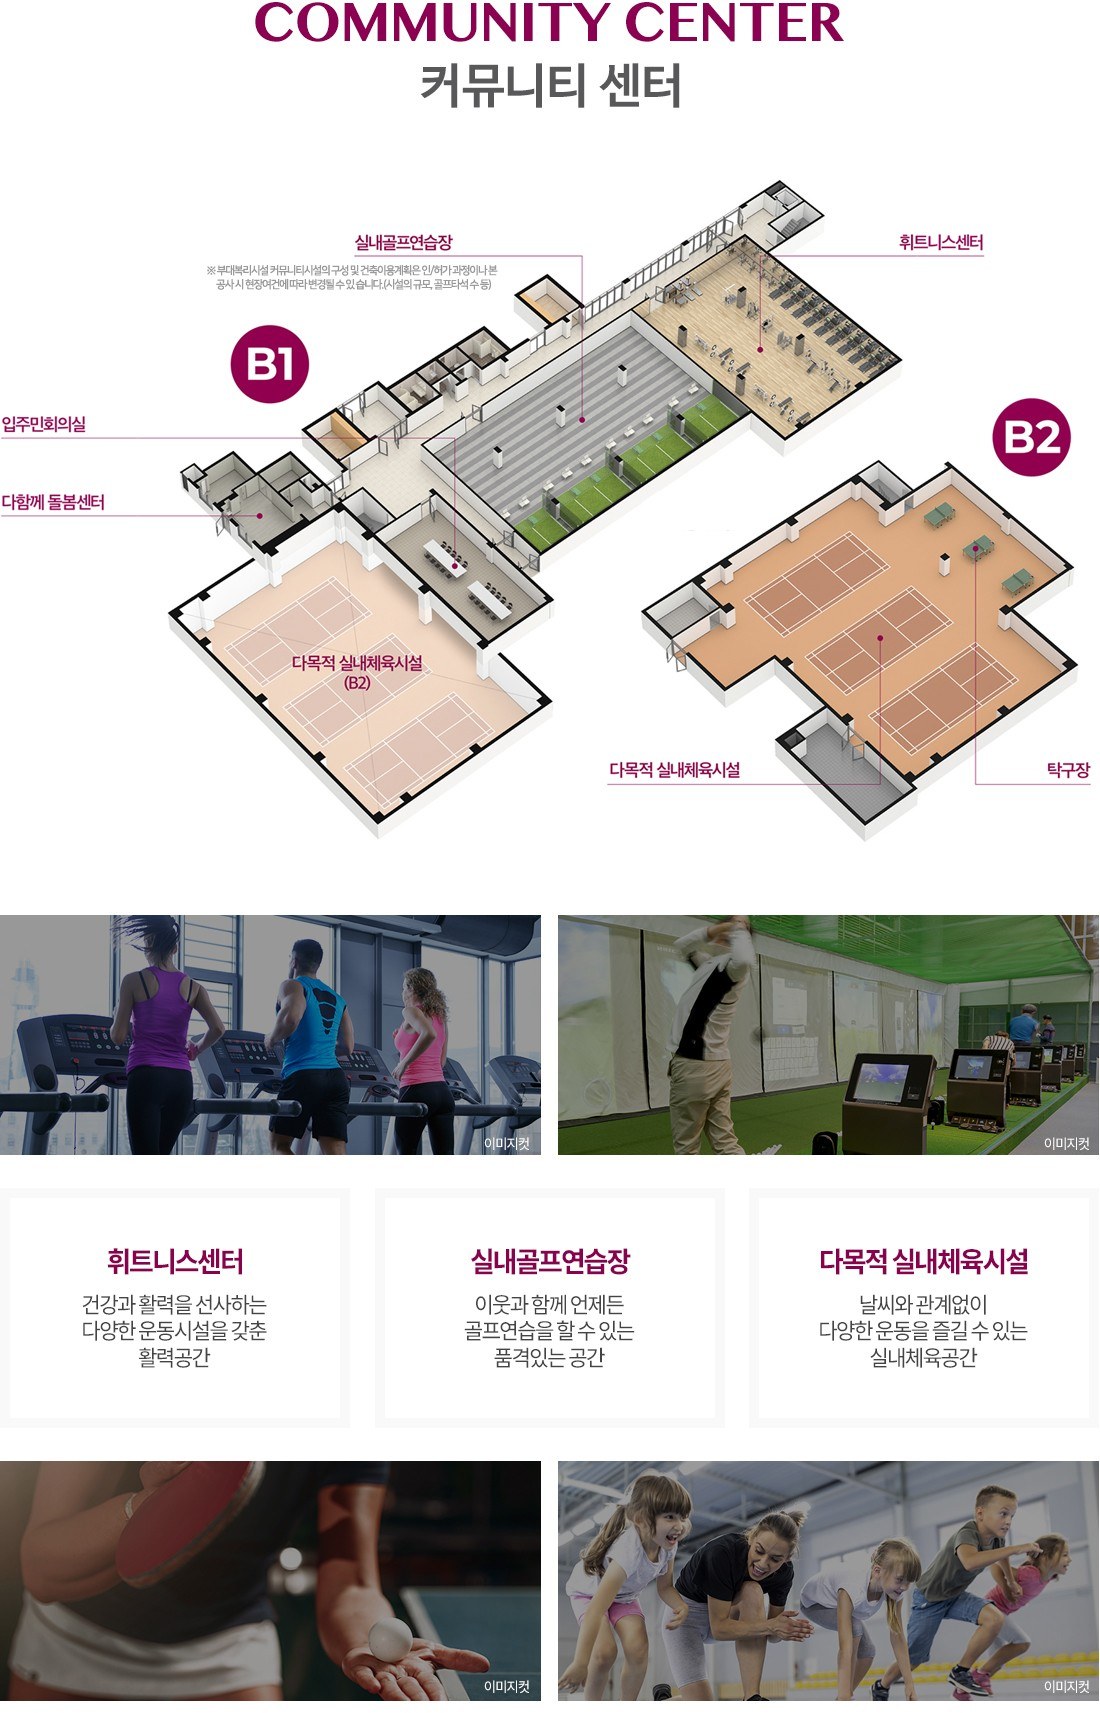 COMMUNITY CENTER
커뮤니티 센터
실내골프연습장
휘트니스센터
※ 부대복리시설 커뮤니티시설의 구성 및 건축이용계획은 인/허가 과정이나 본
공사 시 현장여건에 따라 변경될 수 있습니다.(시설의 규모, 골프타석 수 등)
B1
입주민회의실
B2
다함께 돌봄센터
다목적 실내체육시설
(B2)
다목적 실내체육시설
탁구장
이미지컷
이미지컷
휘트니스센터
건강과 활력을 선사하는
다양한 운동시설을 갖춘
활력공간
실내골프연습장
이웃과 함께 언제든
골프연습을 할 수 있는
품격있는 공간
다목적 실내체육시설
날씨와 관계없이
다양한 운동을 즐길 수 있는
실내체육공간
이미지컷
이미지컷